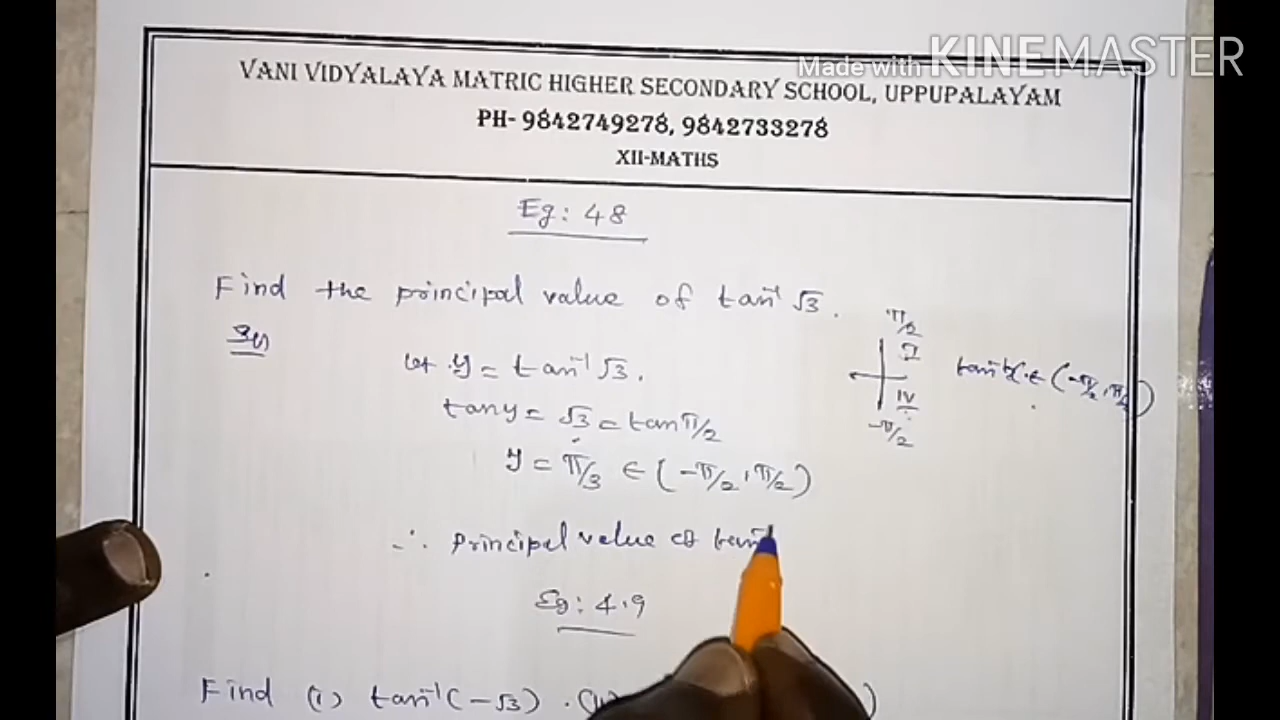 Made with KINEMASTER
VANI VIDYALAYA MATRIC HIGHER SECONDARY SCHOOL, UPPUPALAYAM
PH- 9842749278, 9842733278
XII-MATHS
Eg: 48
Find the principal value of tan⁻¹ √3.
Sol
let y = tan⁻¹ √3.
tan y = √3 = tan π/2
y = π/3 ∈ (-π/2, π/2)
π/2
I
IV
-π/2
tan⁻¹x ∈ (-π/2, π/2)
∴ Principal value of tan⁻¹
Eg: 4.9
Find (i) tan⁻¹(-√3)